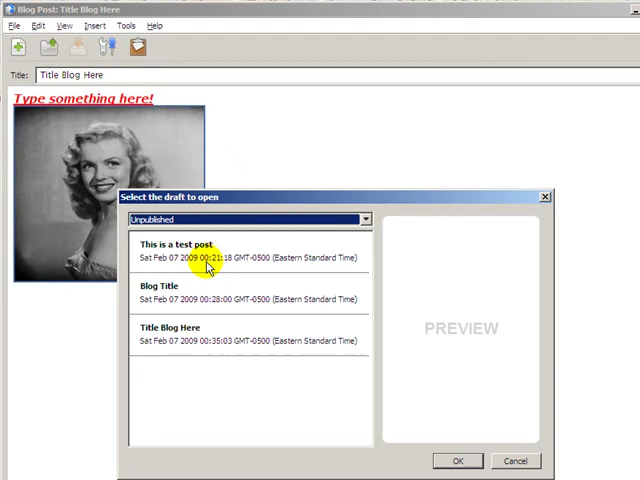 Blog Post: Title Blog Here
File Edit View Insert Tools Help
Title: Title Blog Here
Type something here!
Select the draft to open
Unpublished
This is a test post
Sat Feb 07 2009 00:21:18 GMT-0500 (Eastern Standard Time)
Blog Title
Sat Feb 07 2009 00:28:00 GMT-0500 (Eastern Standard Time)
Title Blog Here
Sat Feb 07 2009 00:35:03 GMT-0500 (Eastern Standard Time)
PREVIEW
OK Cancel